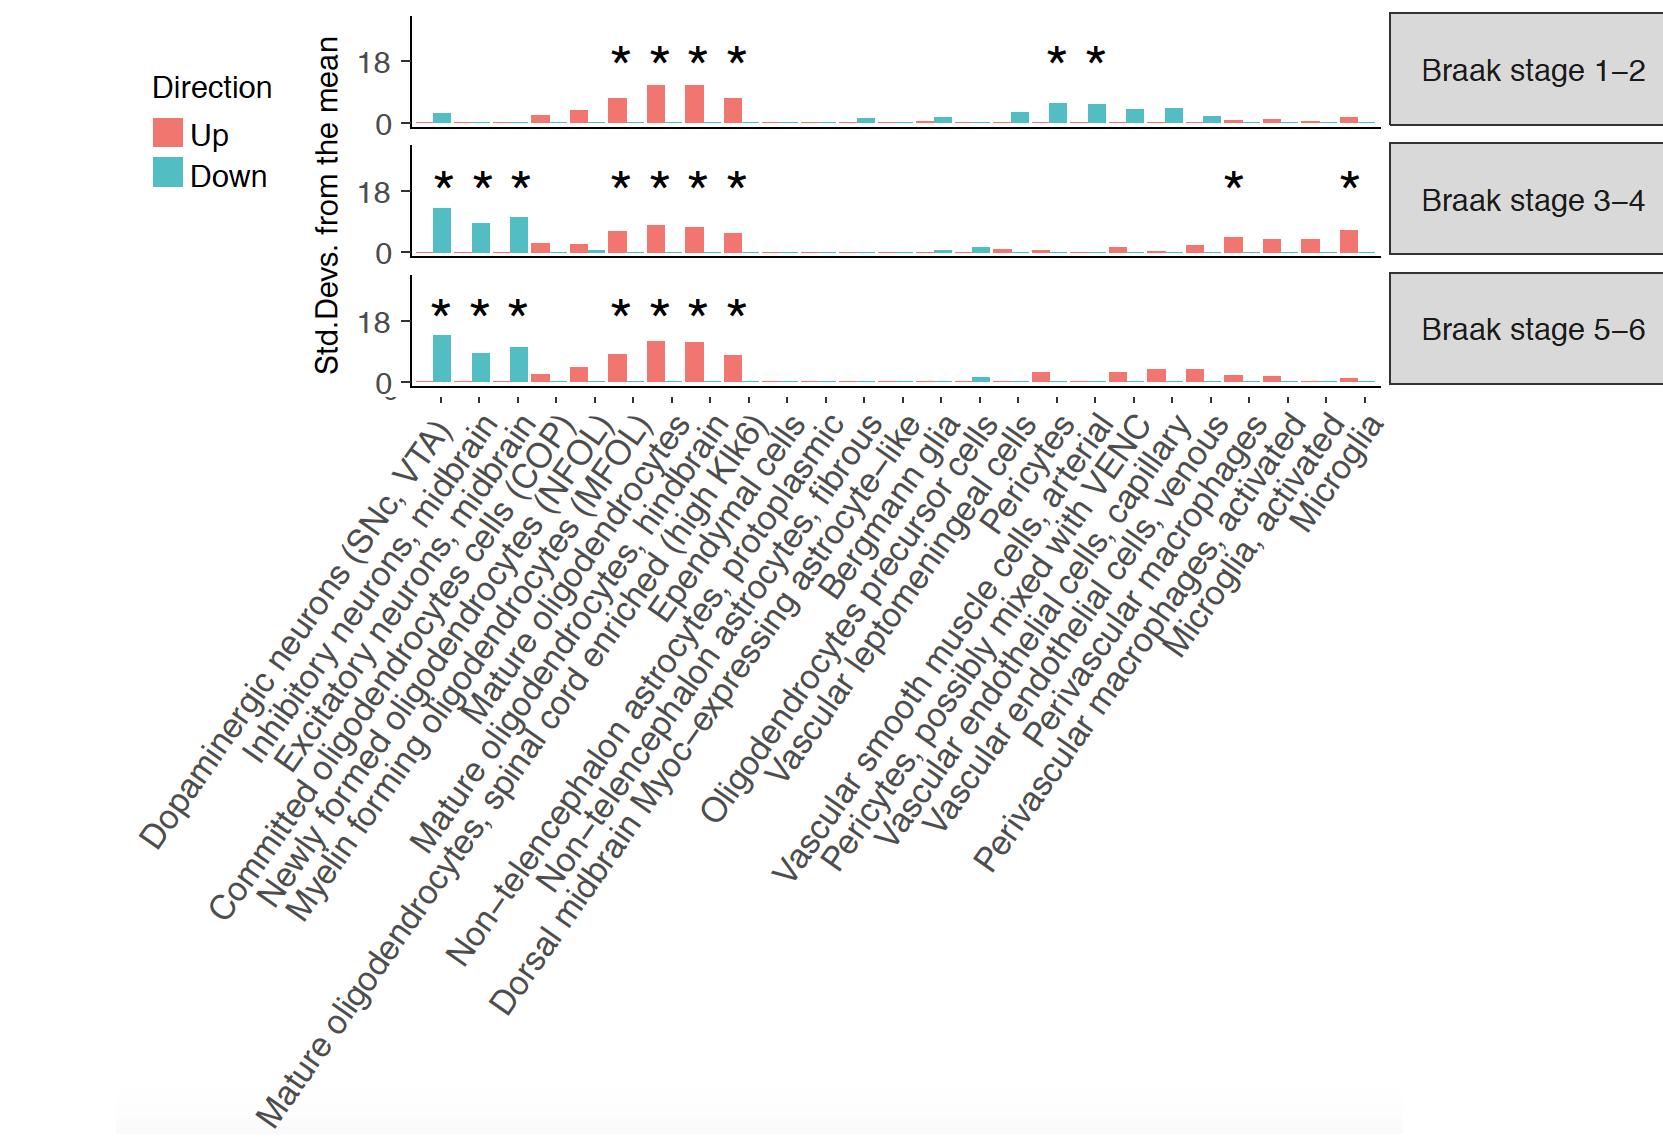 Direction
Up
Down
Std.Devs. from the mean
18
0
* * * * * *
Braak stage 1–2
18
0
* * * * * * * * *
Braak stage 3–4
18
0
* * * * * * *
Braak stage 5–6
Dopaminergic neurons (SNc, VTA)
Inhibitory neurons, midbrain
Excitatory neurons, midbrain
Committed oligodendrocytes cells (COP)
Newly formed oligodendrocytes (NFOL)
Myelin forming oligodendrocytes (MFOL)
Mature oligodendrocytes
Mature oligodendrocytes, hindbrain
Mature oligodendrocytes, spinal cord enriched (high Klk6)
Ependymal cells
Non–telencephalon astrocytes, protoplasmic
Non–telencephalon astrocytes, fibrous
Dorsal midbrain Myoc–expressing astrocyte–like
Bergmann glia
Oligodendrocytes precursor cells
Vascular leptomeningeal cells
Pericytes
Vascular smooth muscle cells, arterial
Pericytes, possibly mixed with VENC
Vascular endothelial cells, capillary
Vascular endothelial cells, venous
Perivascular macrophages
Perivascular macrophages, activated
Microglia, activated
Microglia